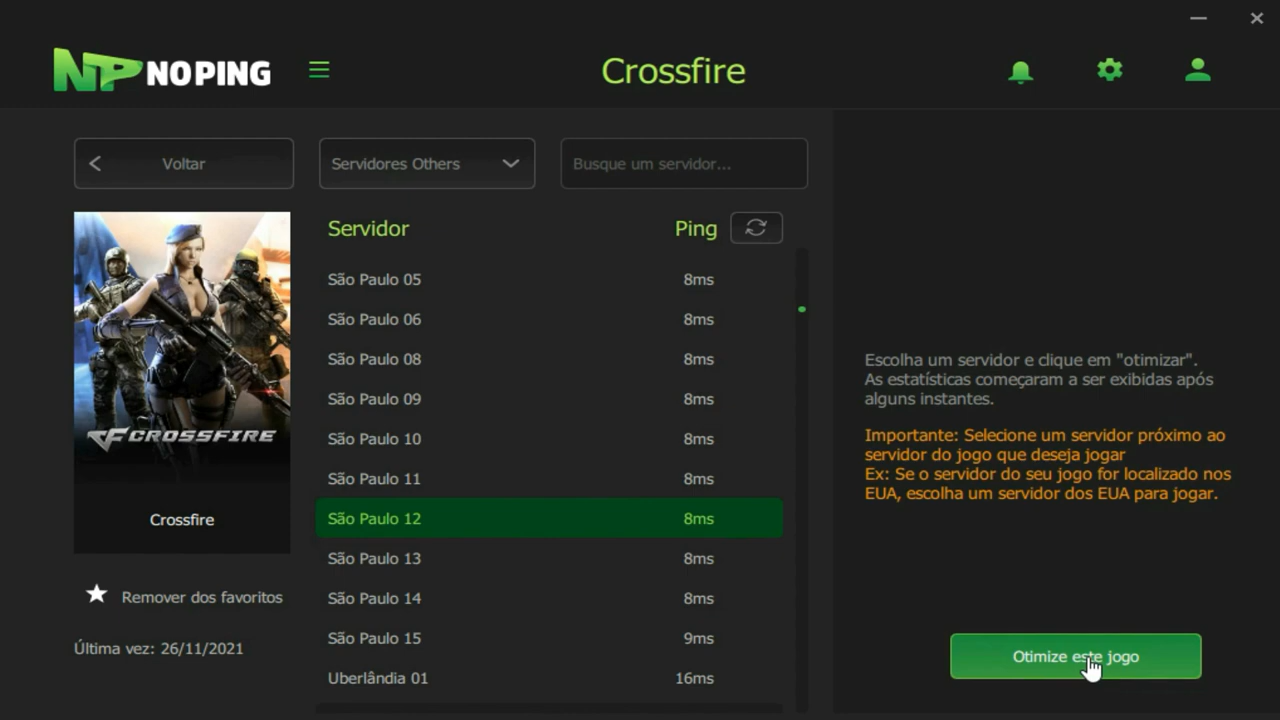 NP NOPING
Crossfire
Voltar
Servidores Others
Busque um servidor...
Servidor Ping
São Paulo 05 8ms
São Paulo 06 8ms
São Paulo 08 8ms
São Paulo 09 8ms
São Paulo 10 8ms
São Paulo 11 8ms
São Paulo 12 8ms
São Paulo 13 8ms
São Paulo 14 8ms
São Paulo 15 9ms
Uberlândia 01 16ms
CF CROSSFIRE
Crossfire
Remover dos favoritos
Última vez: 26/11/2021
Escolha um servidor e clique em "otimizar".
As estatísticas começaram a ser exibidas após
alguns instantes.
Importante: Selecione um servidor próximo ao
servidor do jogo que deseja jogar
Ex: Se o servidor do seu jogo for localizado nos
EUA, escolha um servidor dos EUA para jogar.
Otimize este jogo